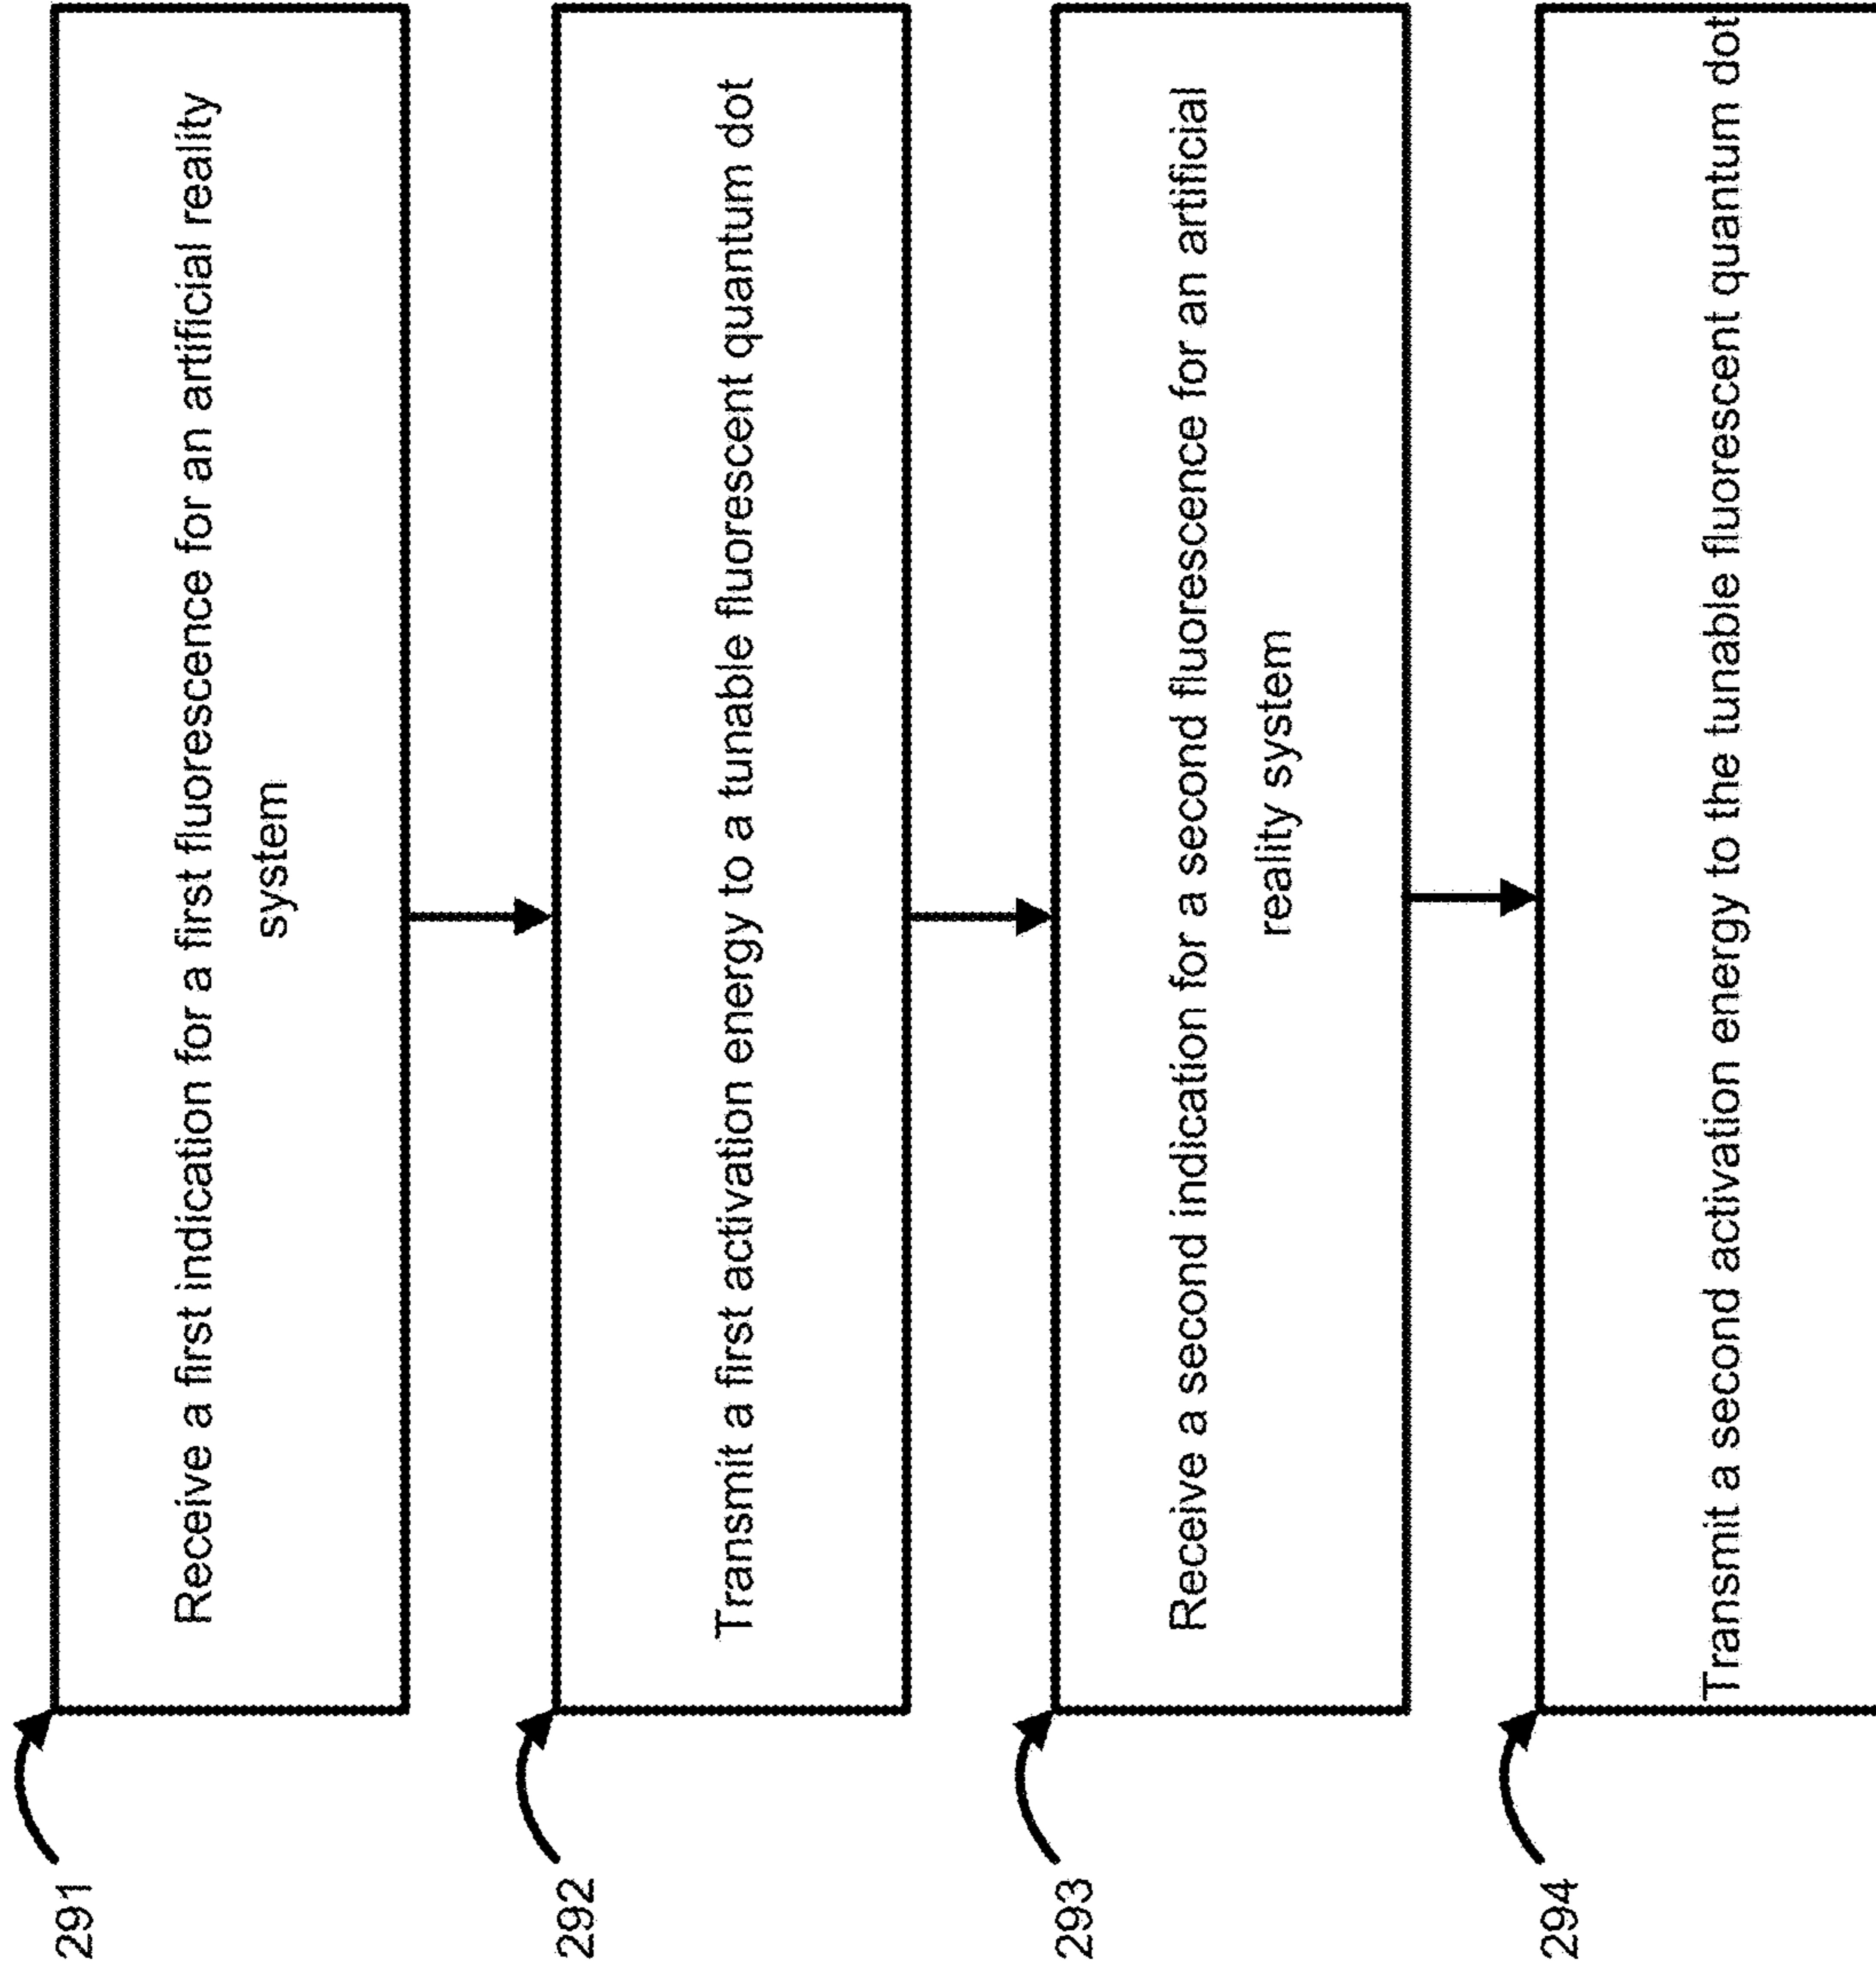 291
Receive a first indication for a first fluorescence for an artificial reality
system
292
Transmit a first activation energy to a tunable fluorescent quantum dot
293
Receive a second indication for a second fluorescence for an artificial
reality system
294
Transmit a second activation energy to the tunable fluorescent quantum dot